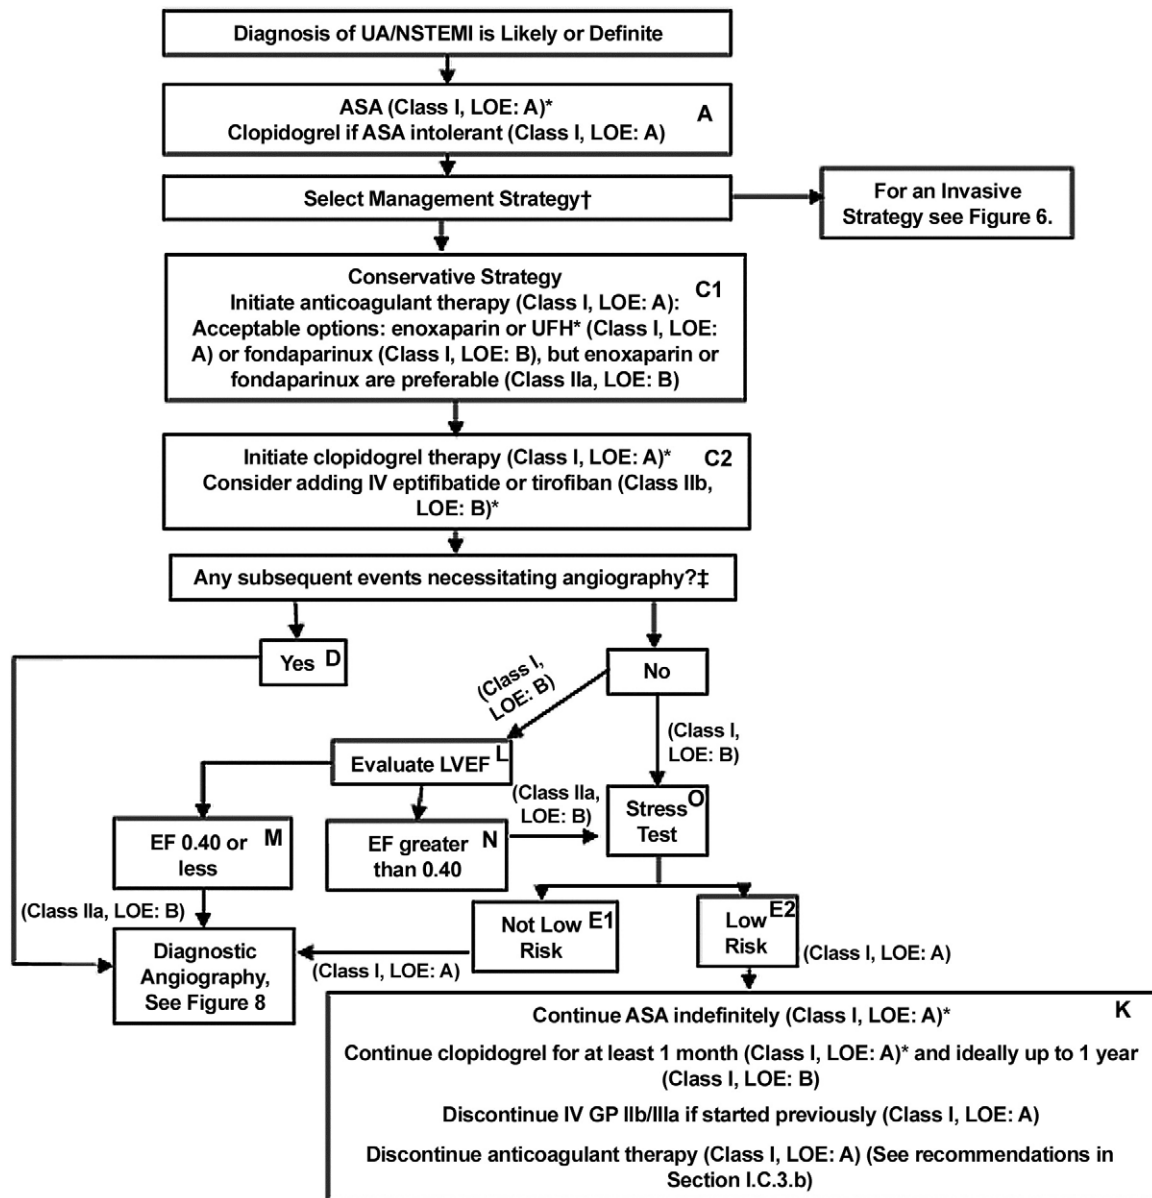 Diagnosis of UA/NSTEMI is Likely or Definite
ASA (Class I, LOE: A)*
A
Clopidogrel if ASA intolerant (Class I, LOE: A)
Select Management Strategy†
For an Invasive
Strategy see Figure 6.
Conservative Strategy
C1
Initiate anticoagulant therapy (Class I, LOE: A):
Acceptable options: enoxaparin or UFH* (Class I, LOE:
A) or fondaparinux (Class I, LOE: B), but enoxaparin or
fondaparinux are preferable (Class IIa, LOE: B)
Initiate clopidogrel therapy (Class I, LOE: A)*
C2
Consider adding IV eptifibatide or tirofiban (Class IIb,
LOE: B)*
Any subsequent events necessitating angiography?‡
Yes
D
No
(Class I,
LOE: B)
(Class I,
LOE: B)
Evaluate LVEF
L
(Class IIa,
LOE: B)
Stress
Test
O
EF 0.40 or
less
M
EF greater
than 0.40
N
(Class IIa, LOE: B)
Not Low
Risk
E1
Low
Risk
E2
(Class I, LOE: A)
(Class I, LOE: A)
Diagnostic
Angiography,
See Figure 8
K
Continue ASA indefinitely (Class I, LOE: A)*
Continue clopidogrel for at least 1 month (Class I, LOE: A)* and ideally up to 1 year
(Class I, LOE: B)
Discontinue IV GP IIb/IIIa if started previously (Class I, LOE: A)
Discontinue anticoagulant therapy (Class I, LOE: A) (See recommendations in
Section I.C.3.b)